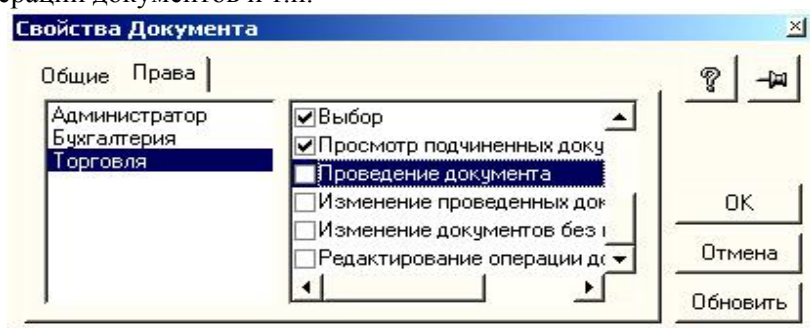 ерации документов и т.п.
Свойства Документа
Общие Права
Администратор
Бухгалтерия
Торговля
Выбор
Просмотр подчиненных доку
Проведение документа
Изменение проведенных док
Изменение документов без
Редактирование операции до
OK
Отмена
Обновить